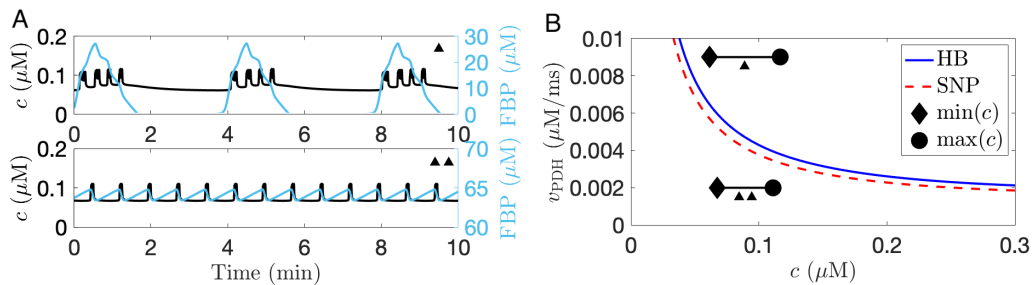 A
0.2
0.1
0
c (μM)
30
20
10
0
FBP (μM)
▲
0 2 4 6 8 10
0.2
0.1
0
c (μM)
70
65
60
FBP (μM)
▲▲
0 2 4 6 8 10
Time (min)
B
0.01
0.008
0.006
0.004
0.002
0
v_PDH (μM/ms)
HB
SNP
min(c)
max(c)
▲
▲▲
0 0.1 0.2 0.3
c (μM)